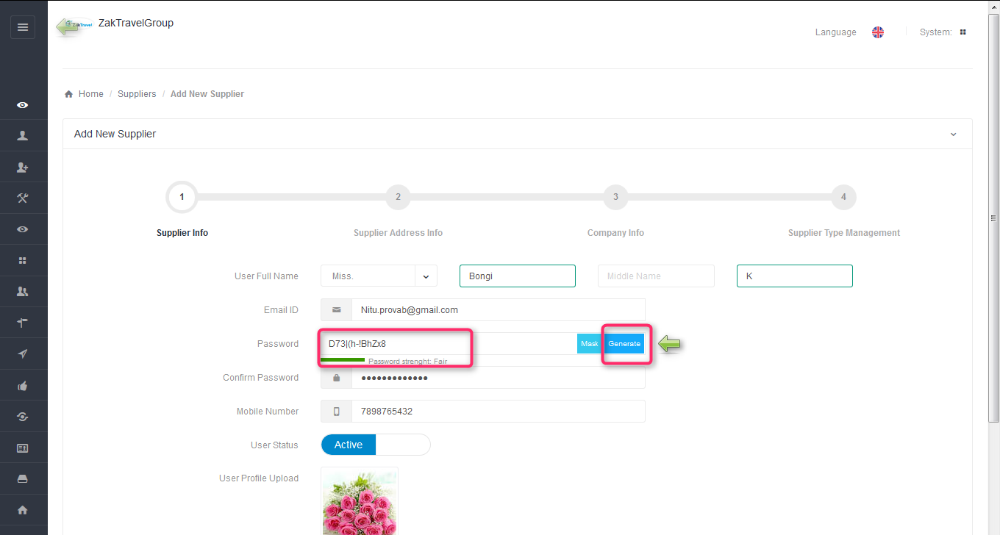 ZakTravel ZakTravelGroup
Language System:
Home / Suppliers / Add New Supplier
Add New Supplier
1 2 3 4
Supplier Info Supplier Address Info Company Info Supplier Type Management
User Full Name Miss. Bongi Middle Name K
Email ID Nitu.provab@gmail.com
Password D73|(h-!BhZx8 Mask Generate
Password strenght: Fair
Confirm Password •••••••••••••
Mobile Number 7898765432
User Status Active
User Profile Upload